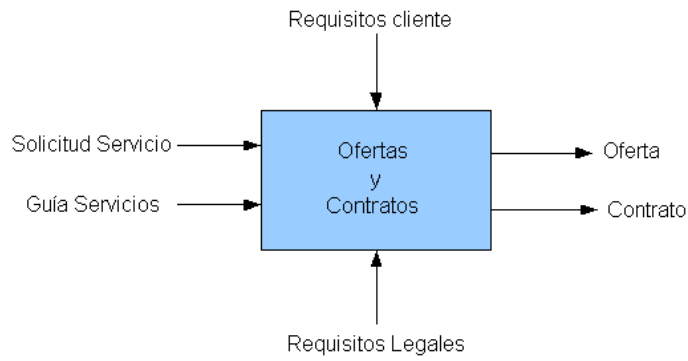 Requisitos cliente
Solicitud Servicio
Guía Servicios
Ofertas
y
Contratos
Oferta
Contrato
Requisitos Legales